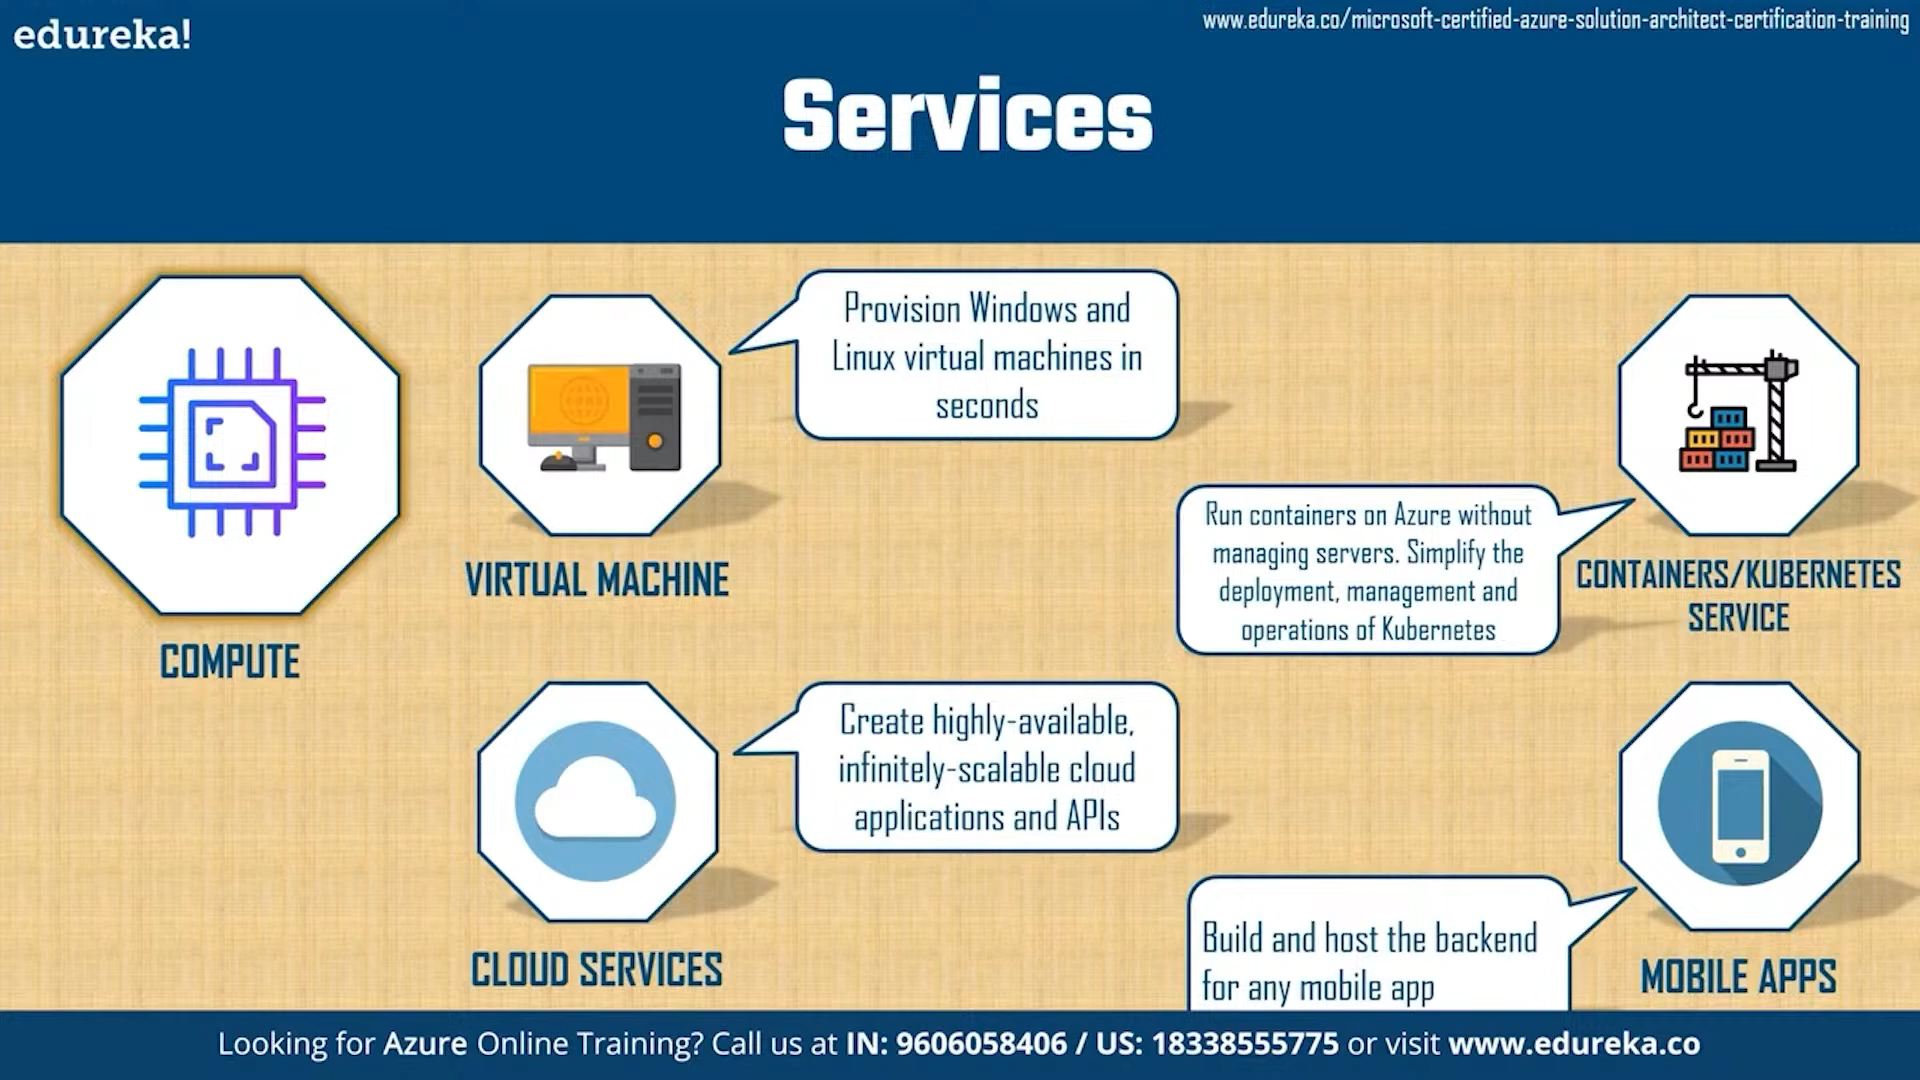 edureka!
www.edureka.co/microsoft-certified-azure-solution-architect-certification-training
Services
Provision Windows and
Linux virtual machines in
seconds
VIRTUAL MACHINE
COMPUTE
Run containers on Azure without
managing servers. Simplify the
deployment, management and
operations of Kubernetes
CONTAINERS/KUBERNETES
SERVICE
Create highly-available,
infinitely-scalable cloud
applications and APIs
CLOUD SERVICES
Build and host the backend
for any mobile app
MOBILE APPS
Looking for Azure Online Training? Call us at IN: 9606058406 / US: 18338555775 or visit www.edureka.co